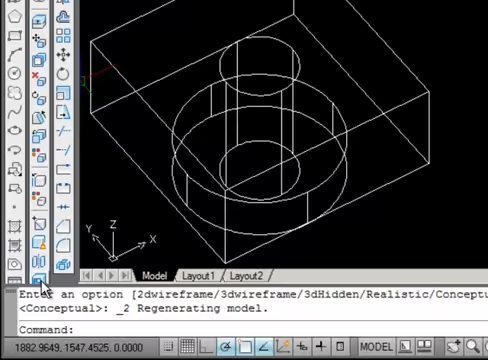 Y
Z
X
Model Layout1 Layout2
Enter an option [2dwireframe/3dwireframe/3dHidden/Realistic/Conceptu
<Conceptual>: _2 Regenerating model.
Command:
1882.9649, 1547.4525, 0.0000 MODEL